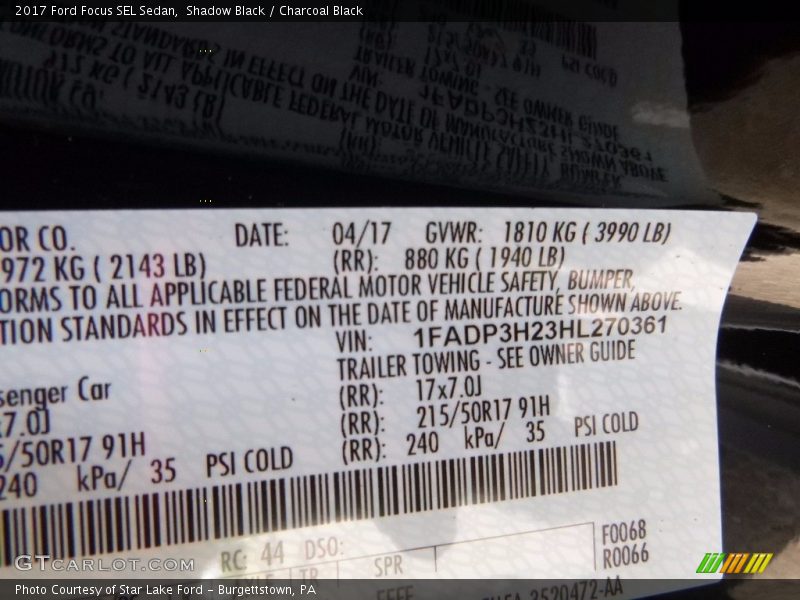 2017 Ford Focus SEL Sedan, Shadow Black / Charcoal Black
OR CO. DATE: 04/17 GVWR: 1810 KG ( 3990 LB)
972 KG ( 2143 LB) (RR): 880 KG ( 1940 LB)
ORMS TO ALL APPLICABLE FEDERAL MOTOR VEHICLE SAFETY, BUMPER,
TION STANDARDS IN EFFECT ON THE DATE OF MANUFACTURE SHOWN ABOVE.
VIN: 1FADP3H23HL270361
TRAILER TOWING - SEE OWNER GUIDE
senger Car (RR): 17x7.0J
x7.0J (RR): 215/50R17 91H
5/50R17 91H (RR): 240 kPa/ 35 PSI COLD
240 kPa/ 35 PSI COLD
RC: 44 DSO: F0068
SPR R0066
GTCARLOT.COM
3520472-AA
Photo Courtesy of Star Lake Ford – Burgettstown, PA